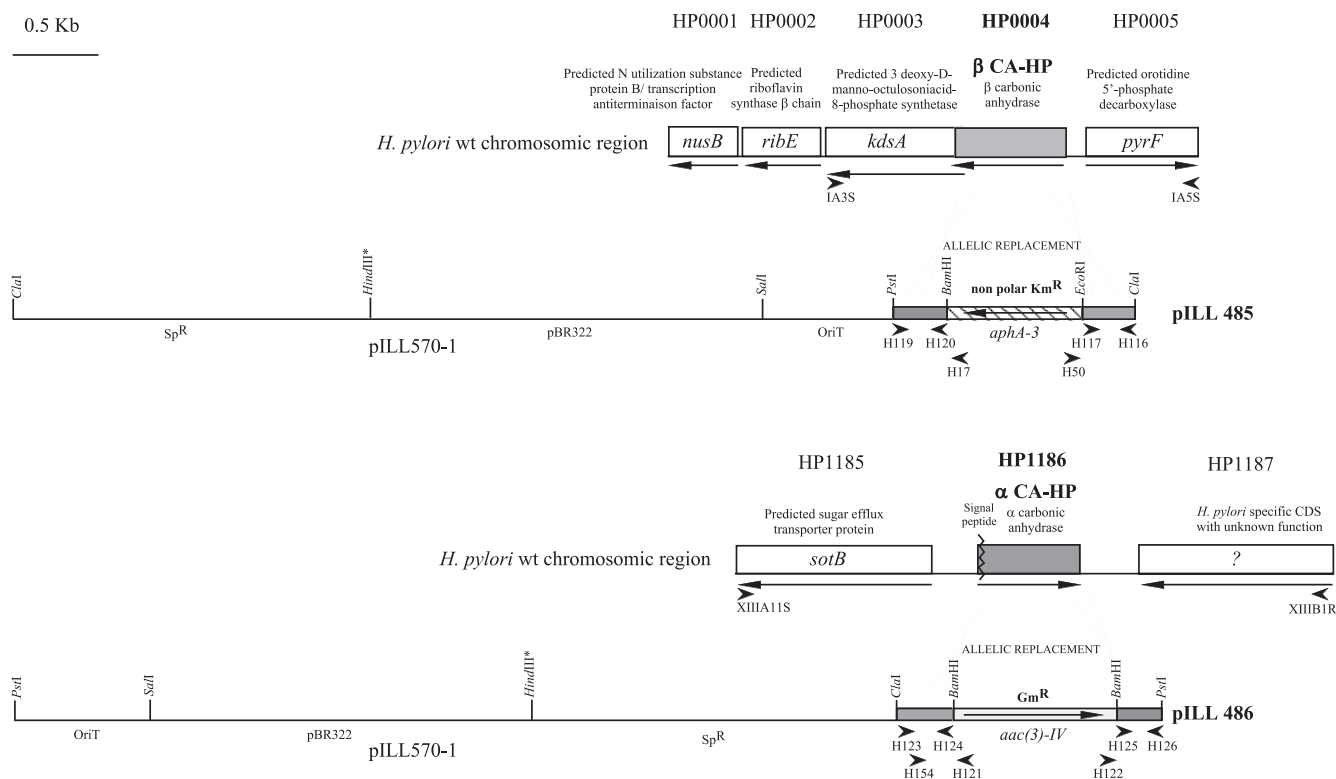 0.5 Kb
HP0001 HP0002 HP0003 HP0004 HP0005
β CA-HP
Predicted N utilization substance
protein B/ transcription
antiterminaison factor
Predicted
riboflavin
synthase β chain
Predicted 3 deoxy-D-
manno-octulosoniacid-
8-phosphate synthetase
β carbonic
anhydrase
Predicted orotidine
5'-phosphate
decarboxylase
H. pylori wt chromosomic region
nusB ribE kdsA pyrF
IA3S IA5S
ALLELIC REPLACEMENT
ClaI HindIII* SalI PstI BamHI EcoRI ClaI
non polar KmR
pILL 485
SpR pBR322 OriT aphA-3
pILL570-1
H119 H120 H117 H116
H17 H50
HP1185 HP1186 HP1187
α CA-HP
Predicted sugar efflux
transporter protein
Signal
peptide
α carbonic
anhydrase
H. pylori specific CDS
with unknown function
H. pylori wt chromosomic region
sotB ?
XIIIA11S XIIIB1R
ALLELIC REPLACEMENT
PstI SalI HindIII* ClaI BamHI BamHI PstI
GmR
pILL 486
OriT pBR322 SpR aac(3)-IV
pILL570-1
H123 H124 H125 H126
H154 H121 H122